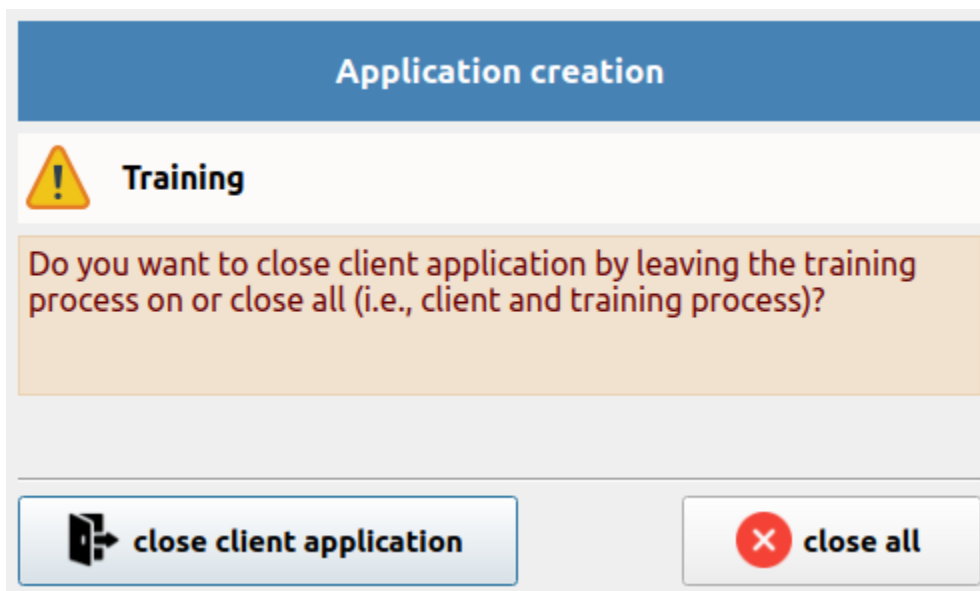 Application creation
Training
Do you want to close client application by leaving the training
process on or close all (i.e., client and training process)?
close client application
close all